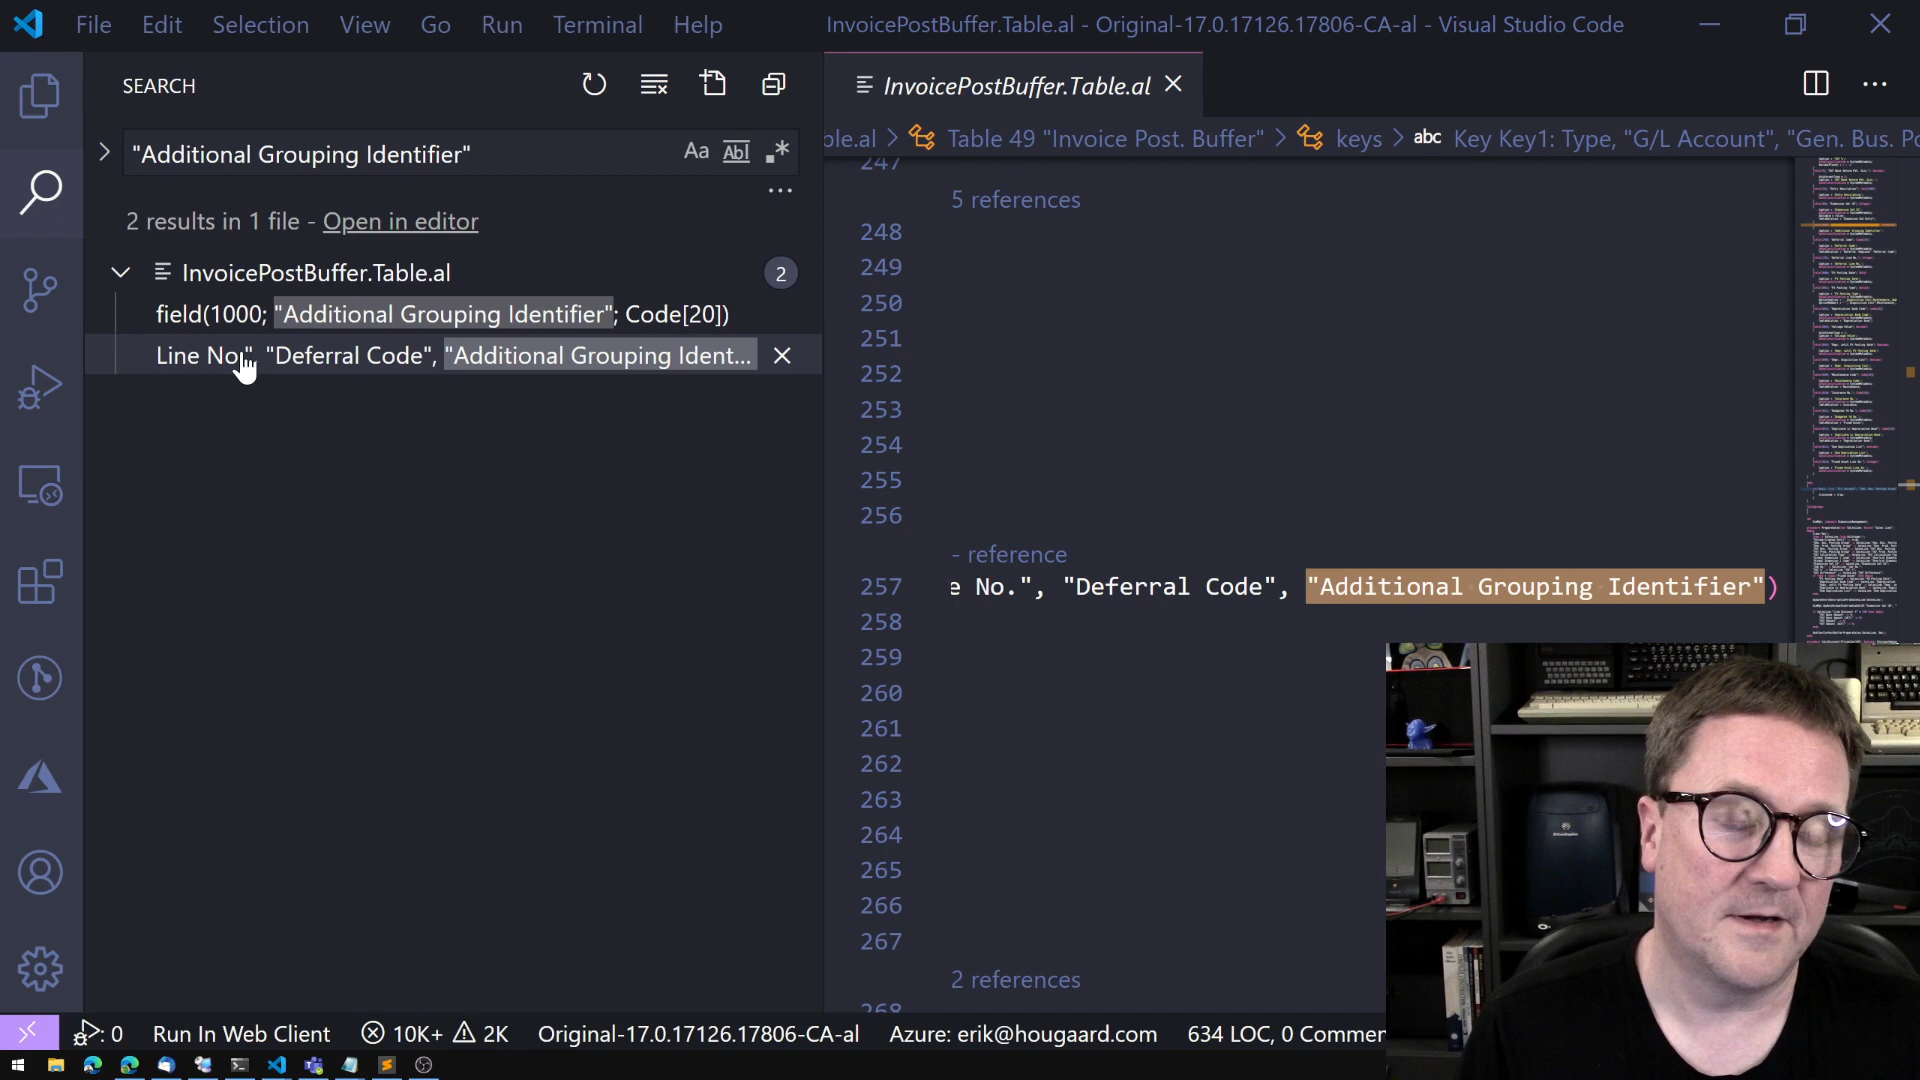 File Edit Selection View Go Run Terminal Help InvoicePostBuffer.Table.al - Original-17.0.17126.17806-CA-al - Visual Studio Code
SEARCH
"Additional Grouping Identifier"
Aa Abl .*
2 results in 1 file - Open in editor
InvoicePostBuffer.Table.al 2
field(1000; "Additional Grouping Identifier"; Code[20])
Line No.", "Deferral Code", "Additional Grouping Ident...
InvoicePostBuffer.Table.al
ble.al > Table 49 "Invoice Post. Buffer" > keys > abc Key Key1: Type, "G/L Account", "Gen. Bus. Po
247
5 references
248
249
250
251
252
253
254
255
256
- reference
257 e No.", "Deferral Code", "Additional Grouping Identifier")
258
259
260
261
262
263
264
265
266
267
2 references
268
0 Run In Web Client 10K+ 2K Original-17.0.17126.17806-CA-al Azure: erik@hougaard.com 634 LOC, 0 Commer